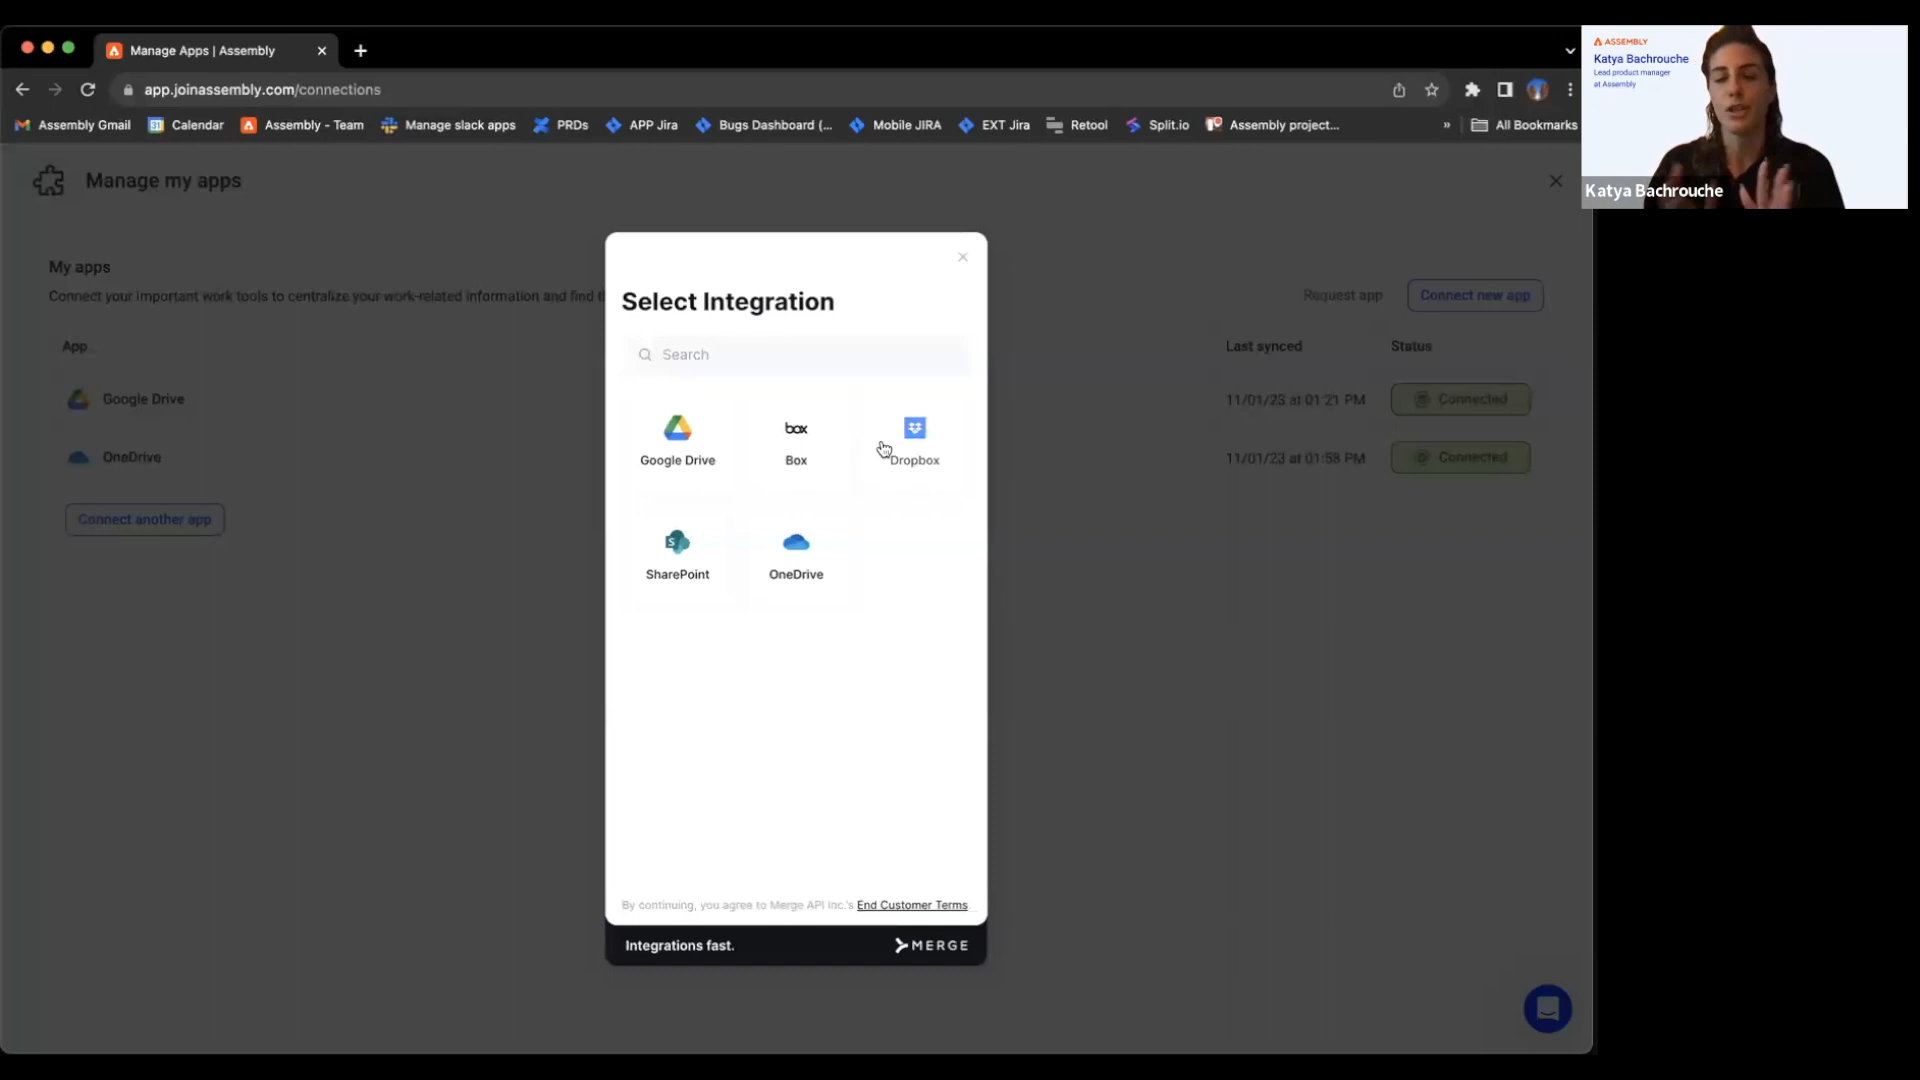 Manage Apps | Assembly
app.joinassembly.com/connections
Assembly Gmail
Calendar
Assembly - Team
Manage slack apps
PRDs
APP Jira
Bugs Dashboard (...
Mobile JIRA
EXT Jira
Retool
Split.io
Assembly project...
»
All Bookmarks
ASSEMBLY
Katya Bachrouche
Lead product manager
at Assembly
Katya Bachrouche
Manage my apps
My apps
Connect your important work tools to centralize your work-related information and find
Request app
Connect new app
App
Last synced
Status
Google Drive
11/01/23 at 01:21 PM
Connected
OneDrive
11/01/23 at 01:58 PM
Connected
Connect another app
Select Integration
Search
Google Drive
box
Box
Dropbox
S
SharePoint
OneDrive
By continuing, you agree to Merge API Inc.'s End Customer Terms
Integrations fast.
MERGE